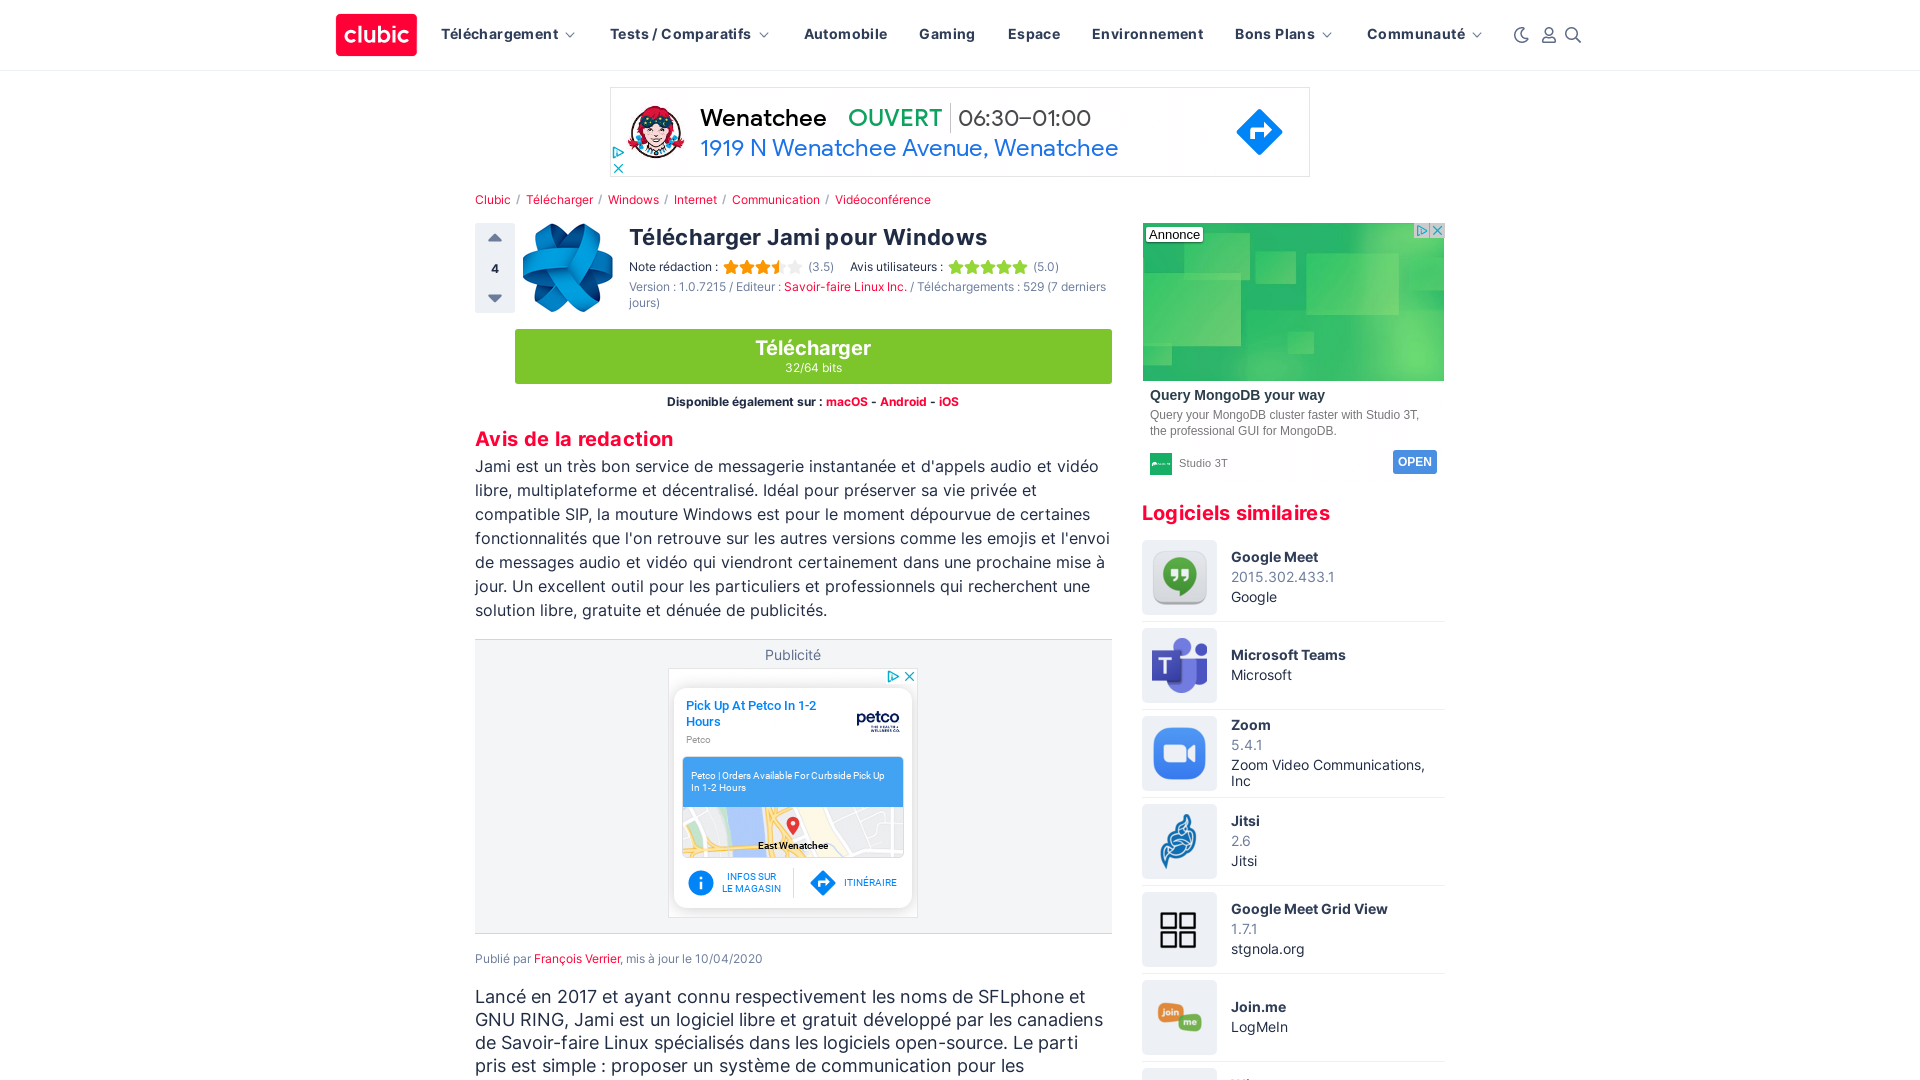 clubic
Téléchargement
Tests / Comparatifs
Automobile
Gaming
Espace
Environnement
Bons Plans
Communauté
Wenatchee OUVERT 06:30–01:00
1919 N Wenatchee Avenue, Wenatchee
Clubic / Télécharger / Windows / Internet / Communication / Vidéoconférence
4
Télécharger Jami pour Windows
Note rédaction : (3.5) Avis utilisateurs : (5.0)
Version : 1.0.7215 / Editeur : Savoir-faire Linux Inc. / Téléchargements : 529 (7 derniers
jours)
Télécharger
32/64 bits
Disponible également sur : macOS - Android - iOS
Avis de la redaction
Jami est un très bon service de messagerie instantanée et d'appels audio et vidéo
libre, multiplateforme et décentralisé. Idéal pour préserver sa vie privée et
compatible SIP, la mouture Windows est pour le moment dépourvue de certaines
fonctionnalités que l'on retrouve sur les autres versions comme les emojis et l'envoi
de messages audio et vidéo qui viendront certainement dans une prochaine mise à
jour. Un excellent outil pour les particuliers et professionnels qui recherchent une
solution libre, gratuite et dénuée de publicités.
Publicité
Pick Up At Petco In 1-2
Hours
Petco
petco
THE HEALTH +
WELLNESS CO.
Petco | Orders Available For Curbside Pick Up
In 1-2 Hours
East Wenatchee
INFOS SUR
LE MAGASIN
ITINÉRAIRE
Publié par François Verrier, mis à jour le 10/04/2020
Lancé en 2017 et ayant connu respectivement les noms de SFLphone et
GNU RING, Jami est un logiciel libre et gratuit développé par les canadiens
de Savoir-faire Linux spécialisés dans les logiciels open-source. Le parti
pris est simple : proposer un système de communication pour les
Annonce
Query MongoDB your way
Query your MongoDB cluster faster with Studio 3T,
the professional GUI for MongoDB.
Studio 3T
OPEN
Logiciels similaires
Google Meet
2015.302.433.1
Google
T
Microsoft Teams
Microsoft
Zoom
5.4.1
Zoom Video Communications,
Inc
Jitsi
2.6
Jitsi
Google Meet Grid View
1.7.1
stgnola.org
join
me
Join.me
LogMeIn